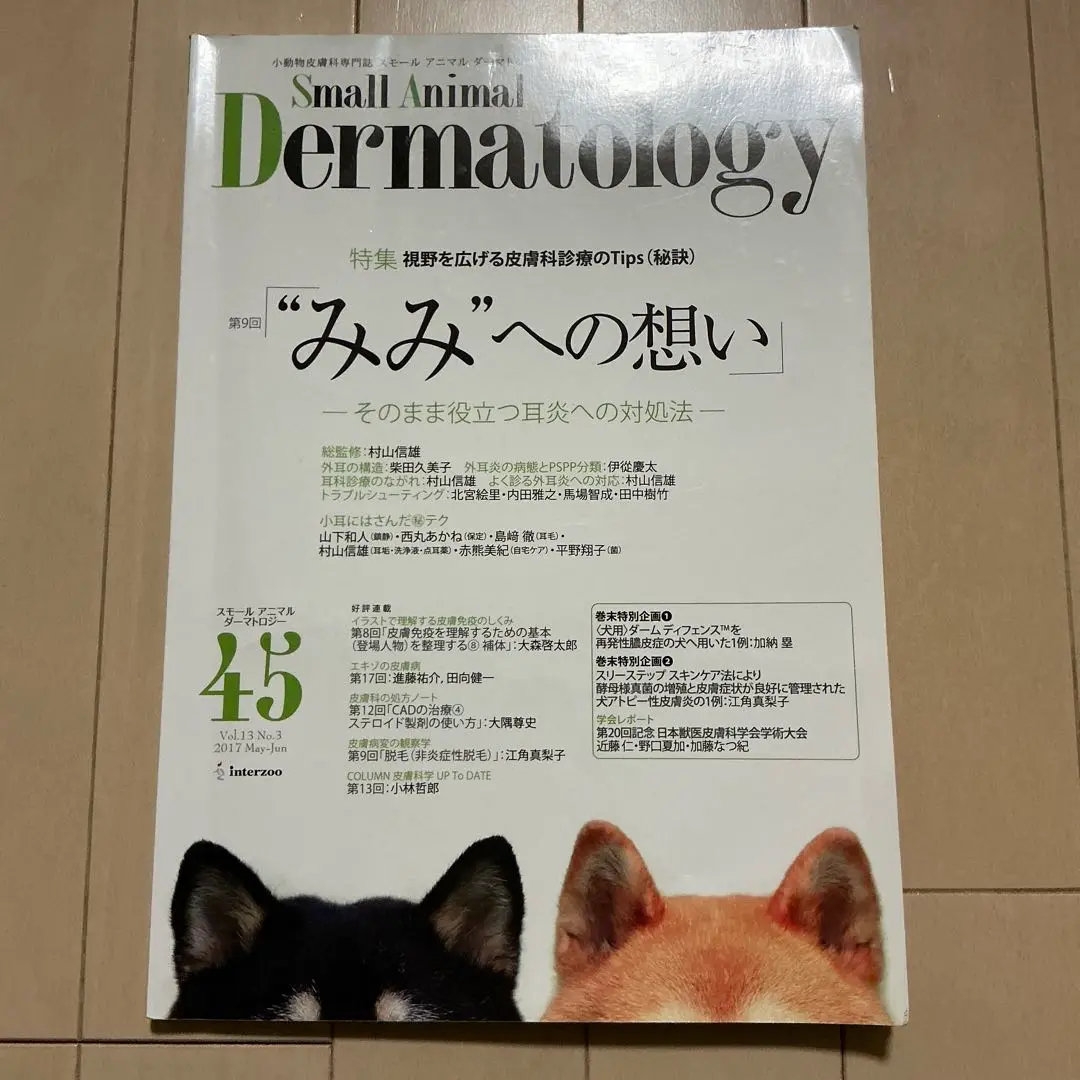 小動物皮膚科専門誌 スモール アニマル ダーマト
Small Animal
Dermatology
特集 視野を広げる皮膚科診療のTips(秘訣)
第9回「“みみ”への想い」
― そのまま役立つ耳炎への対処法 ―
総監修:村山信雄
外耳の構造:柴田久美子 外耳炎の病態とPSPP分類:伊從慶太
耳科診療のながれ:村山信雄 よく診る外耳炎への対応:村山信雄
トラブルシューティング:北宮絵里・内田雅之・馬場智成・田中樹竹
小耳にはさんだ㊙テク
山下和人(鎮静)・西丸あかね(保定)・島﨑 徹(耳毛)・
村山信雄(耳垢・洗浄液・点耳薬)・赤熊美紀(自宅ケア)・平野翔子(菌)
スモール アニマル
ダーマトロジー
45
Vol.13 No.3
2017 May-Jun
interzoo
好評連載
イラストで理解する皮膚免疫のしくみ
第8回「皮膚免疫を理解するための基本
(登場人物)を整理する⑧ 補体」:大森啓太郎
エキゾの皮膚病
第17回:進藤祐介, 田向健一
皮膚科の処方ノート
第12回「CADの治療④
ステロイド製剤の使い方」:大隅尊史
皮膚病変の観察学
第9回「脱毛(非炎症性脱毛)」:江角真梨子
COLUMN 皮膚科学 UP To DATE
第13回:小林哲郎
巻末特別企画❶
〈犬用〉ダーム ディフェンス™を
再発性膿皮症の犬へ用いた1例:加納 塁
巻末特別企画❷
スリーステップ スキンケア法により
酵母様真菌の増殖と皮膚症状が良好に管理された
犬アトピー性皮膚炎の1例:江角真梨子
学会レポート
第20回記念 日本獣医皮膚科学会学術大会
近藤 仁・野口夏加・加藤なつ紀